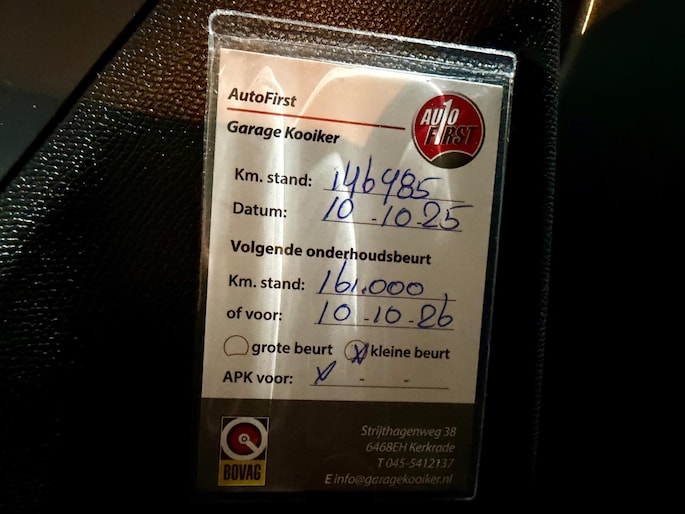 AutoFirst
Garage Kooiker
AUTO FIRST
Km. stand: 146985
Datum: 10-10-25
Volgende onderhoudsbeurt
Km. stand: 161.000
of voor: 10-10-26
grote beurt kleine beurt
APK voor: - -
BOVAG
Strijthagenweg 38
6468EH Kerkrade
T 045-5412137
E info@garagekooiker.nl